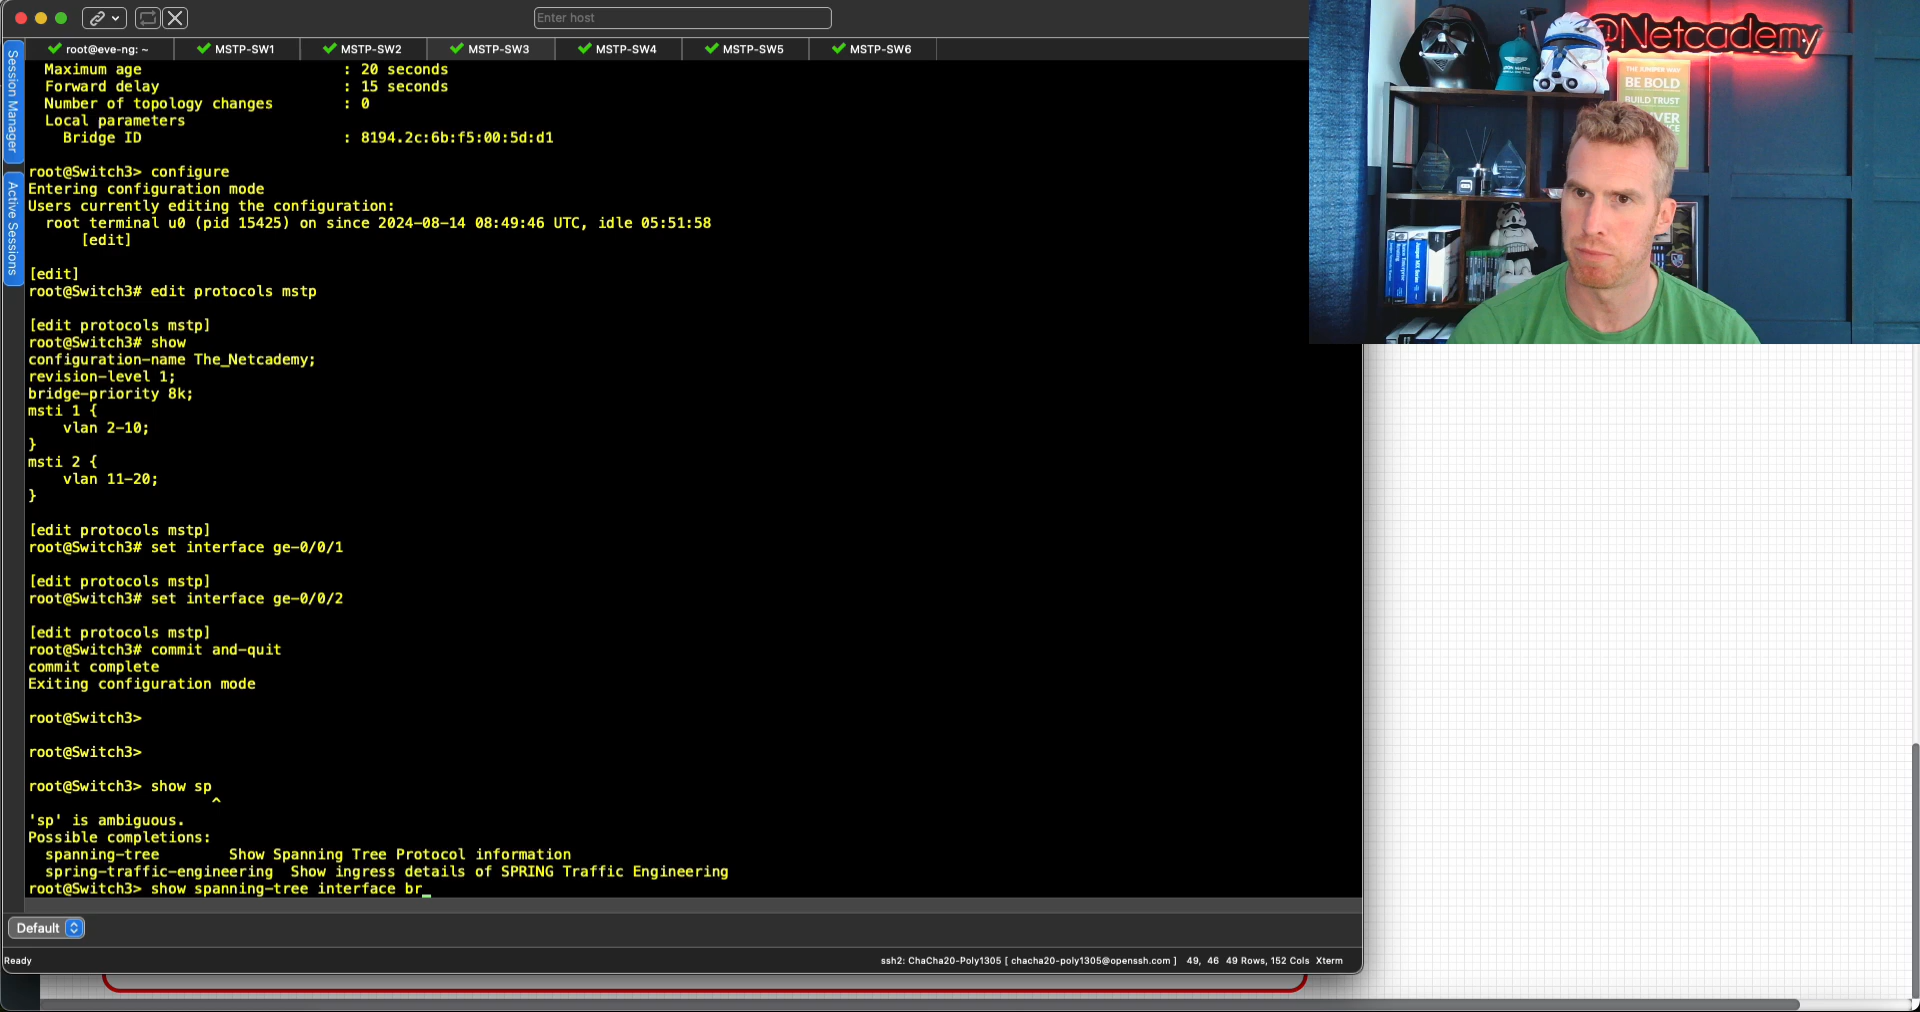 Enter host
@Netcademy
Session Manager
Active Sessions
root@eve-ng: ~
MSTP-SW1
MSTP-SW2
MSTP-SW3
MSTP-SW4
MSTP-SW5
MSTP-SW6
Maximum age : 20 seconds
Forward delay : 15 seconds
Number of topology changes : 0
Local parameters
Bridge ID : 8194.2c:6b:f5:00:5d:d1
root@Switch3> configure
Entering configuration mode
Users currently editing the configuration:
root terminal u0 (pid 15425) on since 2024-08-14 08:49:46 UTC, idle 05:51:58
[edit]
[edit]
root@Switch3# edit protocols mstp
[edit protocols mstp]
root@Switch3# show
configuration-name The_Netcademy;
revision-level 1;
bridge-priority 8k;
msti 1 {
vlan 2-10;
}
msti 2 {
vlan 11-20;
}
[edit protocols mstp]
root@Switch3# set interface ge-0/0/1
[edit protocols mstp]
root@Switch3# set interface ge-0/0/2
[edit protocols mstp]
root@Switch3# commit and-quit
commit complete
Exiting configuration mode
root@Switch3>
root@Switch3>
root@Switch3> show sp
^
'sp' is ambiguous.
Possible completions:
spanning-tree Show Spanning Tree Protocol information
spring-traffic-engineering Show ingress details of SPRING Traffic Engineering
root@Switch3> show spanning-tree interface br_
THE JUNIPER WAY
BE BOLD
BUILD TRUST
Default
Ready
ssh2: ChaCha20-Poly1305 [ chacha20-poly1305@openssh.com ] 49, 46 49 Rows, 152 Cols Xterm